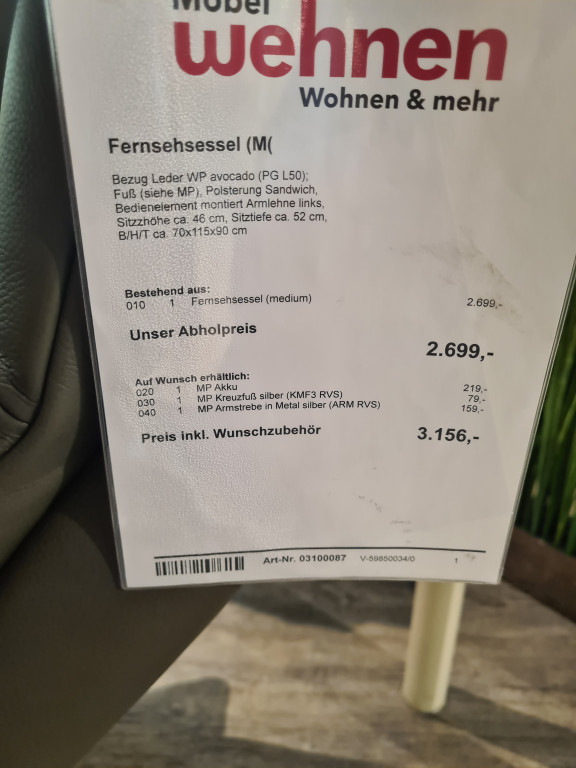 Möbel
wehnen
Wohnen & mehr
Fernsehsessel (M(
Bezug Leder WP avocado (PG L50);
Fuß (siehe MP), Polsterung Sandwich,
Bedienelement montiert Armlehne links,
Sitzzhöhe ca. 46 cm, Sitztiefe ca. 52 cm,
B/H/T ca. 70x115x90 cm
Bestehend aus:
010 1 Fernsehsessel (medium) 2.699,-
Unser Abholpreis 2.699,-
Auf Wunsch erhältlich:
020 1 MP Akku 219,-
030 1 MP Kreuzfuß silber (KMF3 RVS) 79,-
040 1 MP Armstrebe in Metal silber (ARM RVS) 159,-
Preis inkl. Wunschzubehör 3.156,-
Art-Nr. 03100087 V-59850034/0 1